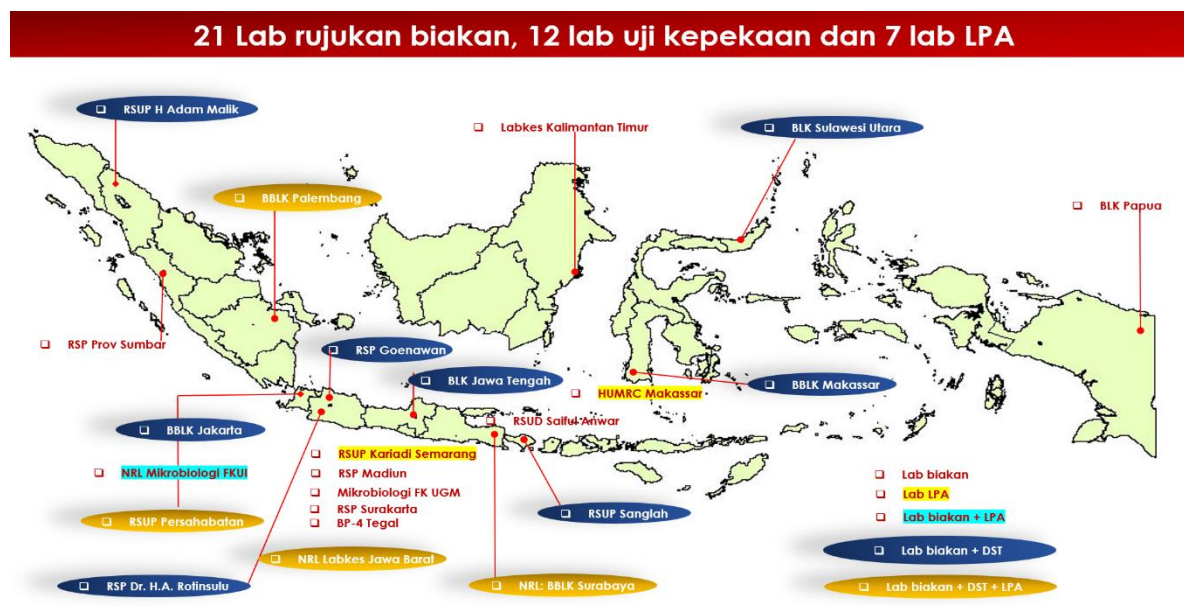 21 Lab rujukan biakan, 12 lab uji kepekaan dan 7 lab LPA
RSUP H Adam Malik
Labkes Kalimantan Timur
BLK Sulawesi Utara
BBLK Palembang
BLK Papua
RSP Prov Sumbar
RSP Goenawan
BLK Jawa Tengah
BBLK Makassar
HUMRC Makassar
RSUD Saiful Anwar
BBLK Jakarta
NRL Mikrobiologi FKUI
RSUP Persahabatan
RSUP Kariadi Semarang
RSP Madiun
Mikrobiologi FK UGM
RSP Surakarta
BP-4 Tegal
RSUP Sanglah
NRL Labkes Jawa Barat
RSP Dr. H.A. Rotinsulu
NRL: BBLK Surabaya
Lab biakan
Lab LPA
Lab biakan + LPA
Lab biakan + DST
Lab biakan + DST + LPA